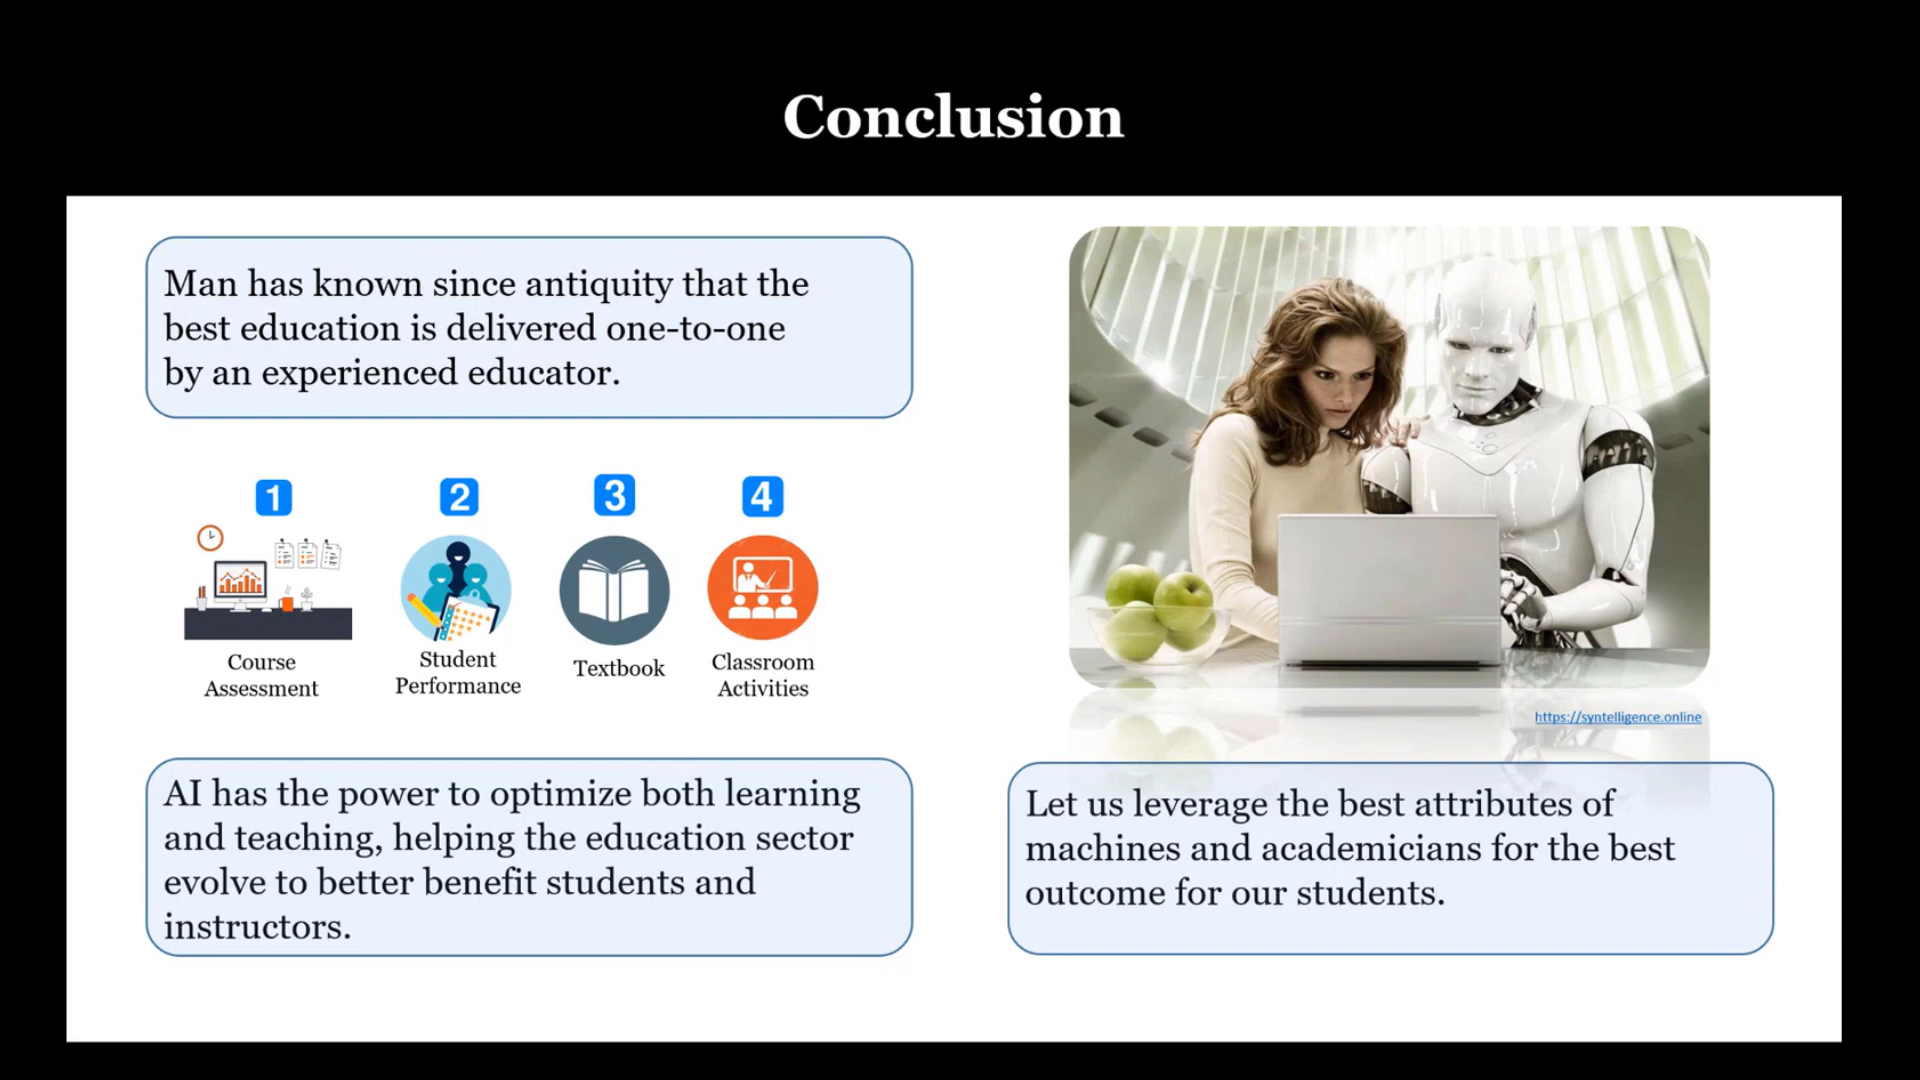 Conclusion
Man has known since antiquity that the
best education is delivered one-to-one
by an experienced educator.
1
2
3
4
Course
Assessment
Student
Performance
Textbook
Classroom
Activities
https://syntelligence.online
AI has the power to optimize both learning
and teaching, helping the education sector
evolve to better benefit students and
instructors.
Let us leverage the best attributes of
machines and academicians for the best
outcome for our students.